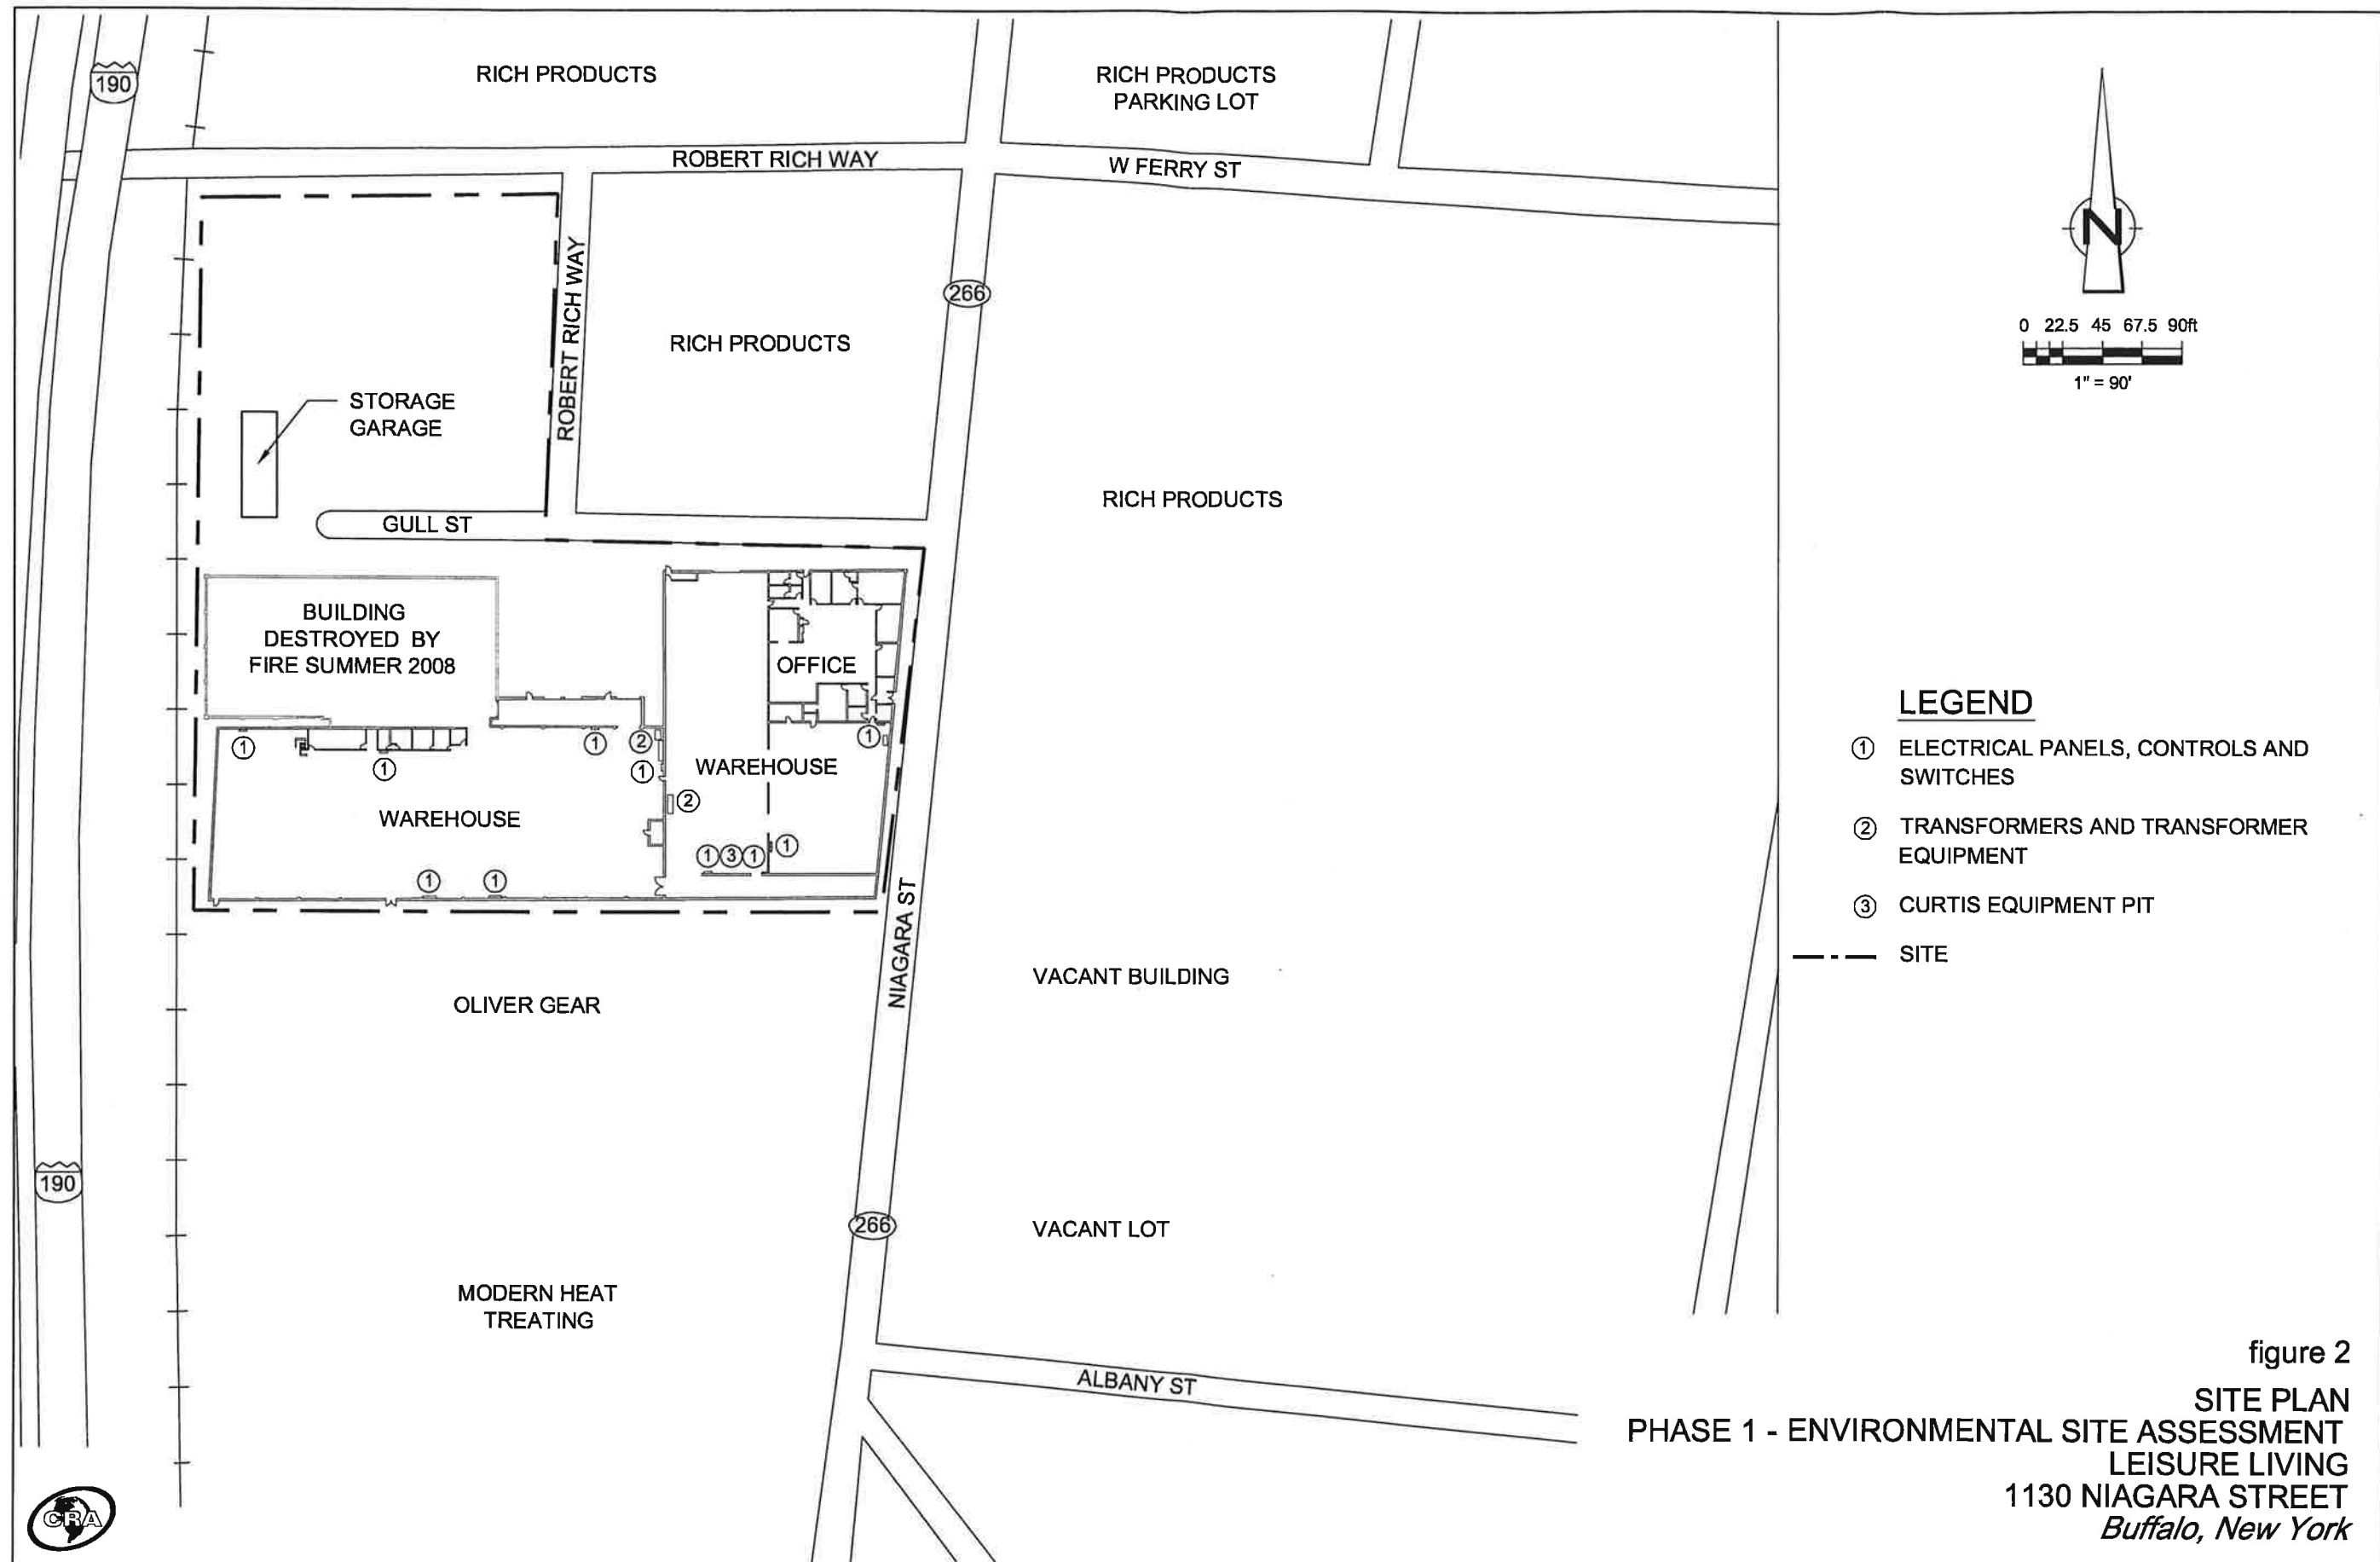 RICH PRODUCTS
RICH PRODUCTS
PARKING LOT
190
ROBERT RICH WAY
W FERRY ST
N
ROBERT RICH WAY
266
0 22.5 45 67.5 90ft
1" = 90'
RICH PRODUCTS
STORAGE
GARAGE
RICH PRODUCTS
GULL ST
BUILDING
DESTROYED BY
FIRE SUMMER 2008
OFFICE
1
1
1
2
1
1
WAREHOUSE
2
WAREHOUSE
1 3 1
1
1
1
NIAGARA ST
LEGEND
1 ELECTRICAL PANELS, CONTROLS AND
SWITCHES
2 TRANSFORMERS AND TRANSFORMER
EQUIPMENT
3 CURTIS EQUIPMENT PIT
SITE
OLIVER GEAR
VACANT BUILDING
190
266
VACANT LOT
MODERN HEAT
TREATING
ALBANY ST
figure 2
SITE PLAN
PHASE 1 - ENVIRONMENTAL SITE ASSESSMENT
LEISURE LIVING
1130 NIAGARA STREET
Buffalo, New York
CRA